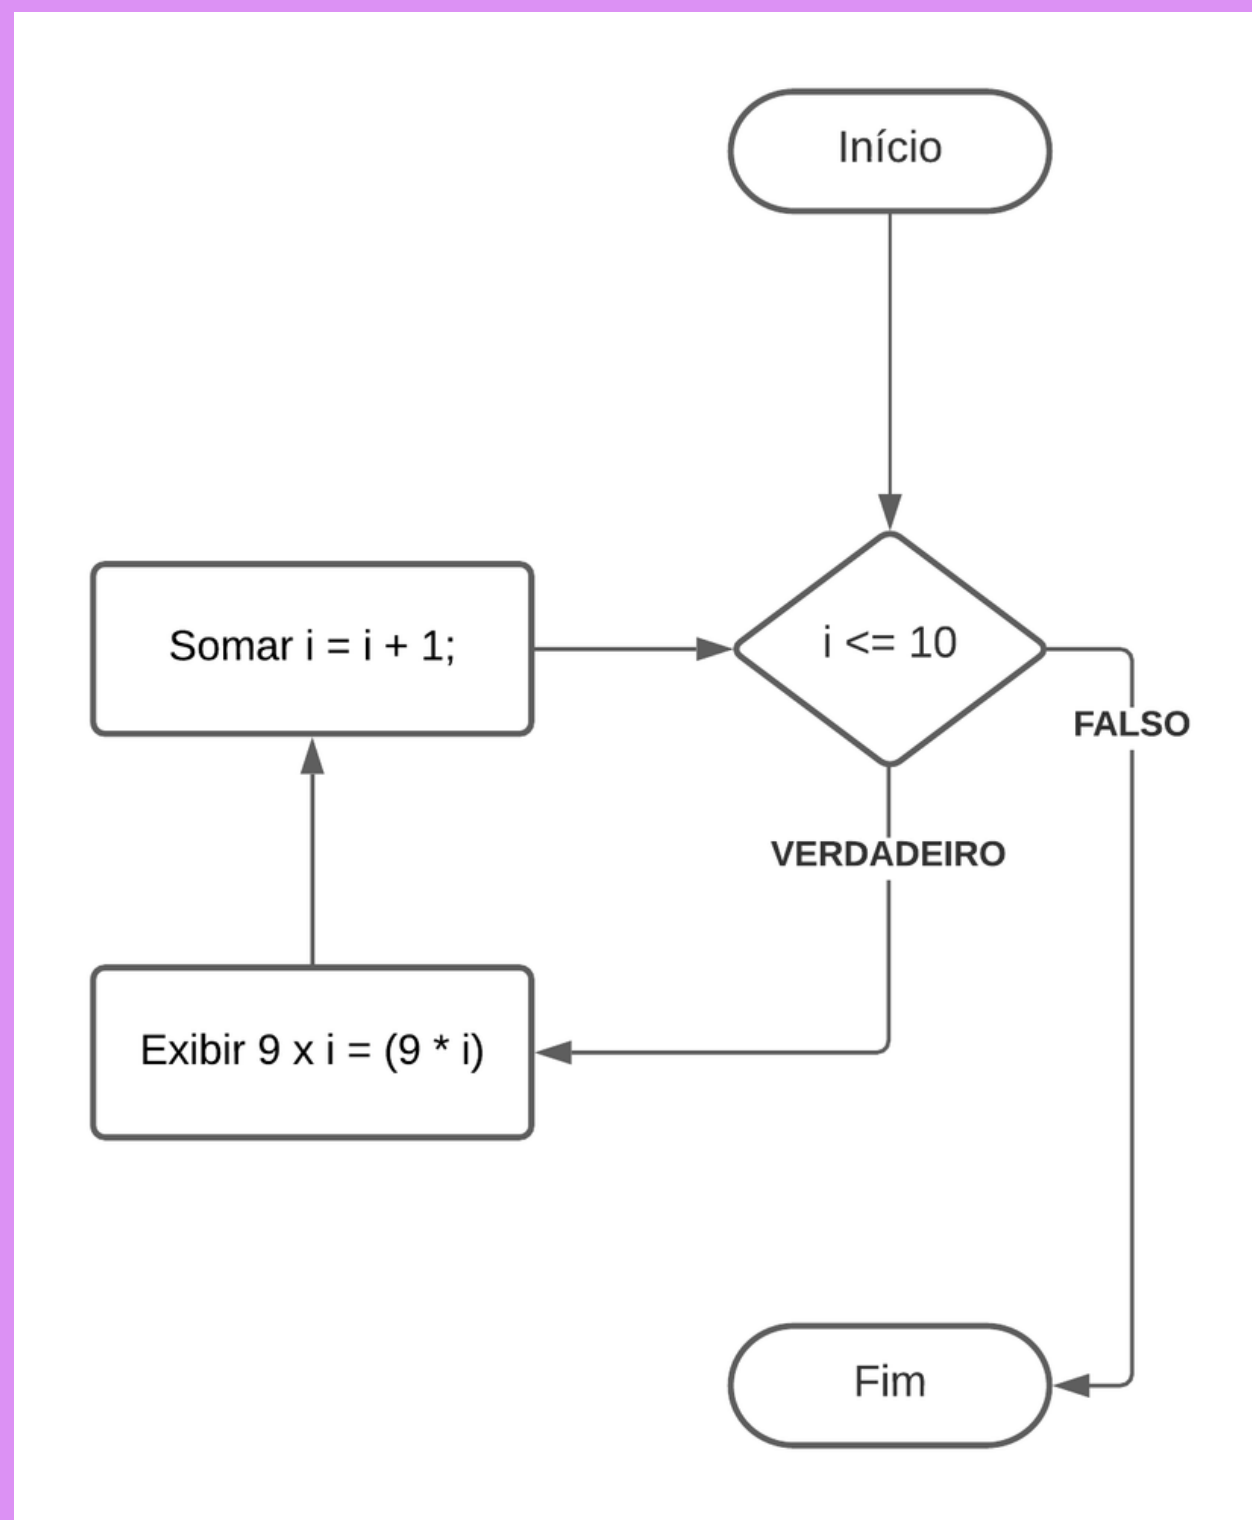 Início
i <= 10
FALSO
VERDADEIRO
Exibir 9 x i = (9 * i)
Somar i = i + 1;
Fim